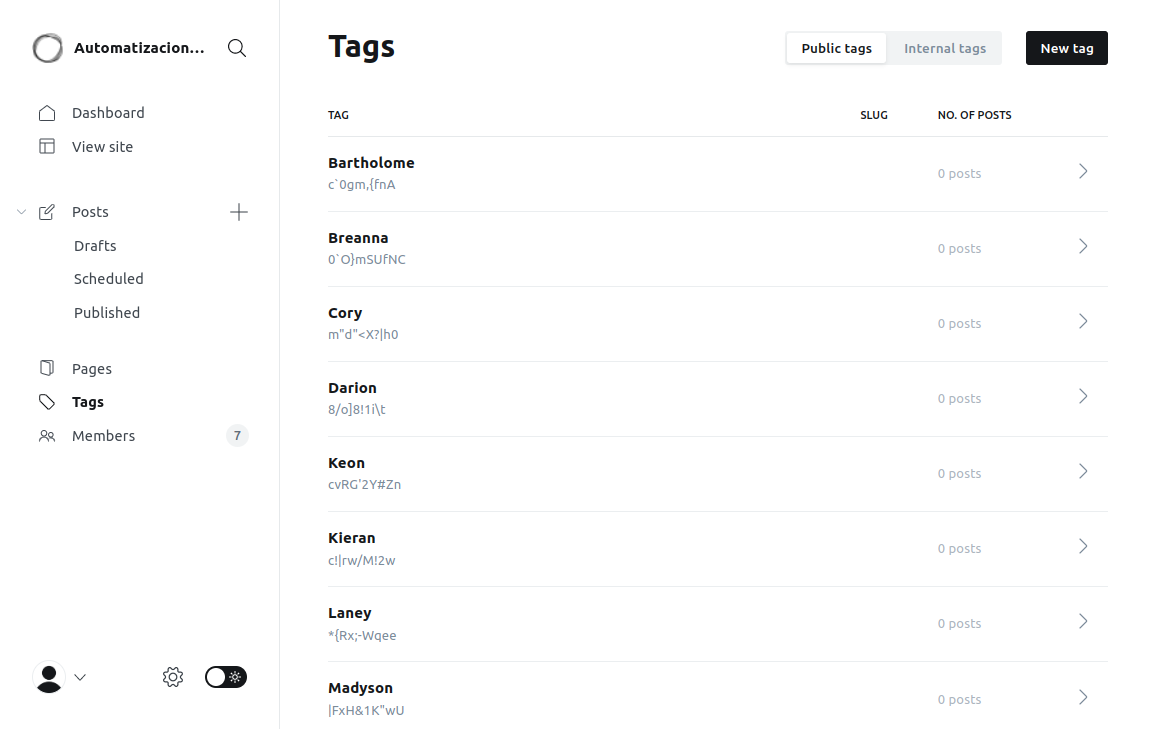 Automatizacion...
Dashboard
View site
Posts
Drafts
Scheduled
Published
Pages
Tags
Members 7
Tags
Public tags Internal tags New tag
TAG SLUG NO. OF POSTS
Bartholome
c`0gm,{fnA
0 posts
Breanna
0`O}mSUfNC
0 posts
Cory
m"d"<X?|h0
0 posts
Darion
8/o]8!1i\t
0 posts
Keon
cvRG'2Y#Zn
0 posts
Kieran
c!|rw/M!2w
0 posts
Laney
*{Rx;-Wqee
0 posts
Madyson
|FxH&1K"wU
0 posts